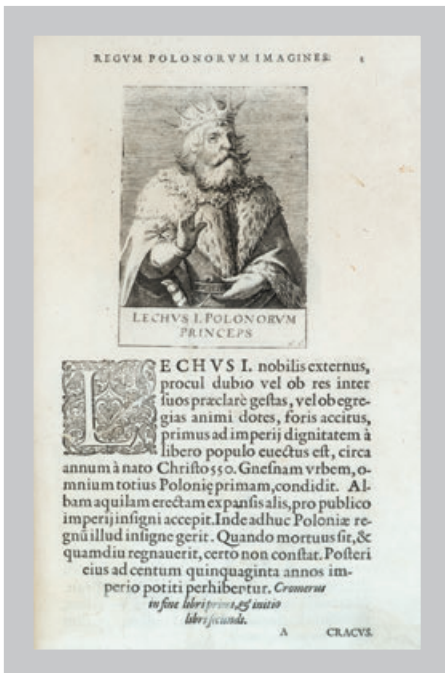 REGVM POLONORVM IMAGINES. 1
LECHVS I. POLONORVM
PRINCEPS
LECHVS I. nobilis externus,
procul dubio vel ob res inter
suos præclarè gestas, vel ob egre-
gias animi dotes, foris accitus,
primus ad imperij dignitatem à
libero populo euectus est, circa
annum à nato Christo 550. Gnesnam vrbem, o-
mnium totius Polonię primam, condidit. Al-
bam aquilam erectam expansis alis, pro publico
imperij insigni accepit. Inde adhuc Poloniæ re-
gnũ illud insigne gerit. Quando mortuus sit, &
quamdiu regnauerit, certo non constat. Posteri
eius ad centum quinquaginta annos im-
perio potiti perhibentur. Cromerus
in fine libri primi, & initio
libri secundi.
A CRACVS.